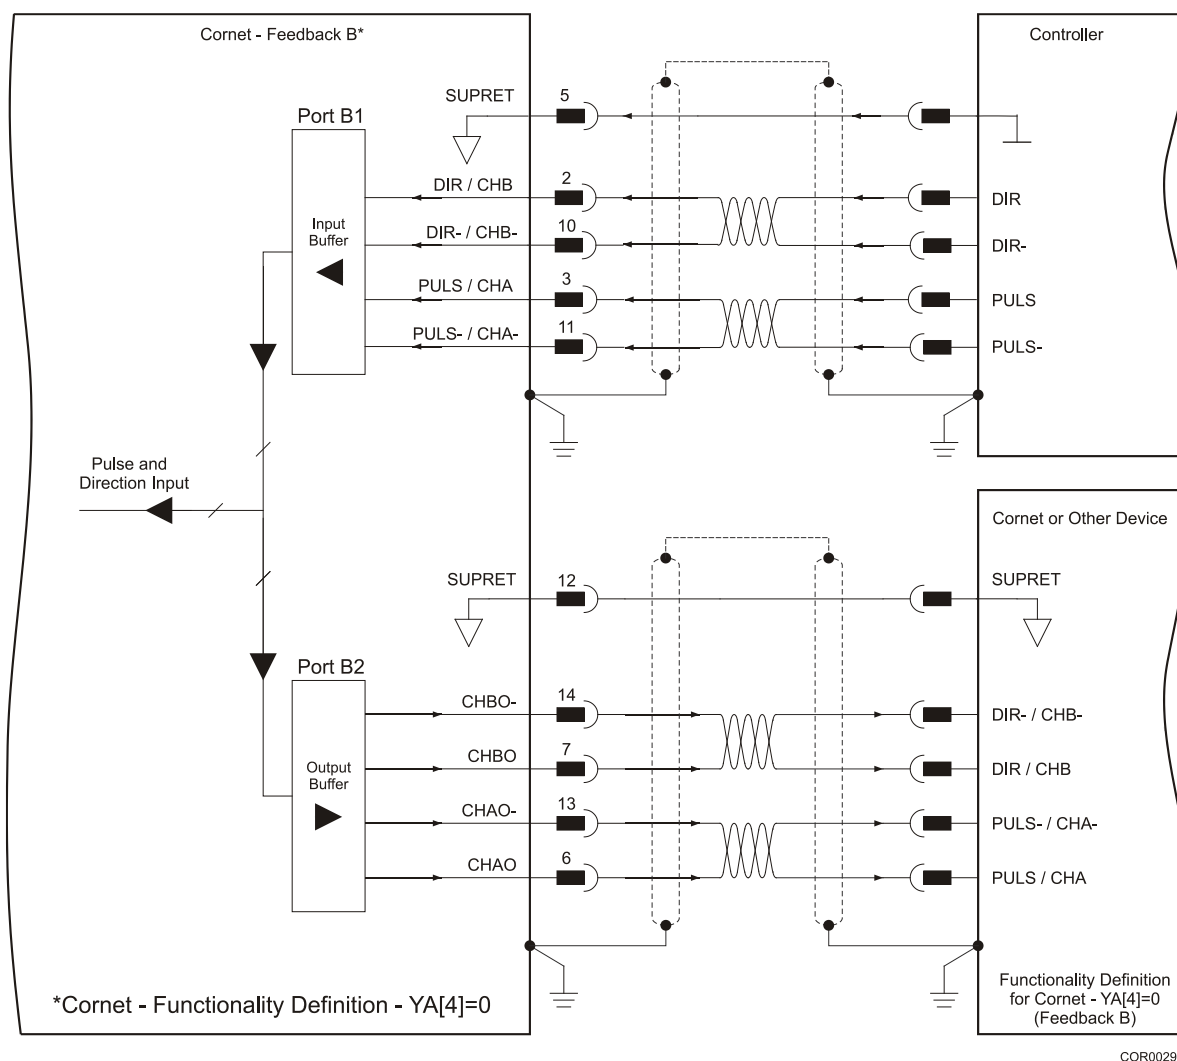 Cornet - Feedback B*
Controller
SUPRET
5
Port B1
DIR / CHB
2
DIR
Input
Buffer
DIR- / CHB-
10
DIR-
PULS / CHA
3
PULS
PULS- / CHA-
11
PULS-
Pulse and
Direction Input
Cornet or Other Device
SUPRET
12
SUPRET
Port B2
CHBO-
14
DIR- / CHB-
Output
Buffer
CHBO
7
DIR / CHB
CHAO-
13
PULS- / CHA-
CHAO
6
PULS / CHA
*Cornet - Functionality Definition - YA[4]=0
Functionality Definition
for Cornet - YA[4]=0
(Feedback B)
COR0029